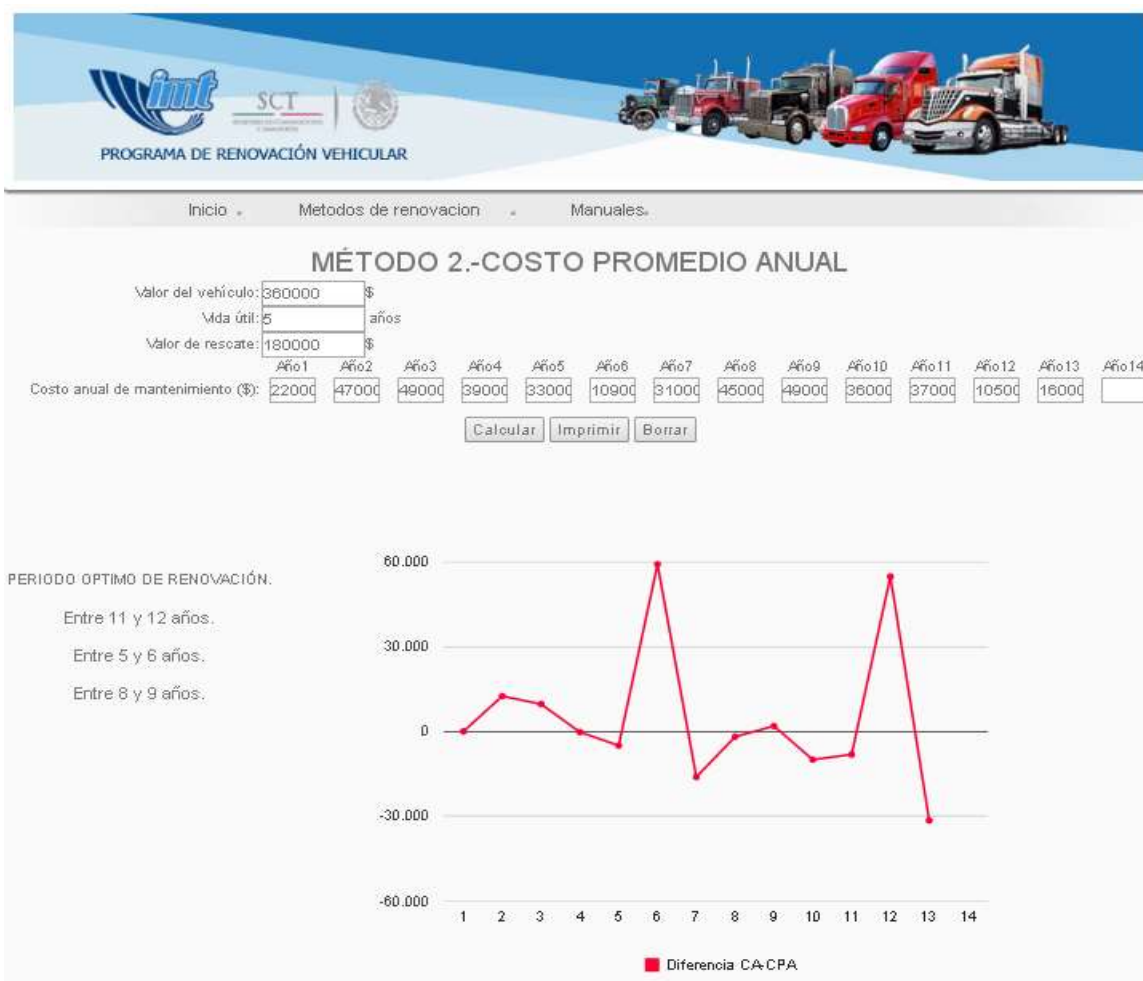 imt
SCT
PROGRAMA DE RENOVACIÓN VEHICULAR
Inicio Metodos de renovacion Manuales
MÉTODO 2.-COSTO PROMEDIO ANUAL
Valor del vehículo: 360000 $
Vida útil: 5 años
Valor de rescate: 180000 $
Año1 Año2 Año3 Año4 Año5 Año6 Año7 Año8 Año9 Año10 Año11 Año12 Año13 Año14
Costo anual de mantenimiento ($): 22000 47000 49000 39000 33000 10900 31000 45000 49000 36000 37000 10500 16000
Calcular Imprimir Borrar
PERIODO OPTIMO DE RENOVACIÓN.
Entre 11 y 12 años.
Entre 5 y 6 años.
Entre 8 y 9 años.
60.000
30.000
0
-30.000
-60.000
1 2 3 4 5 6 7 8 9 10 11 12 13 14
Diferencia CA-CPA